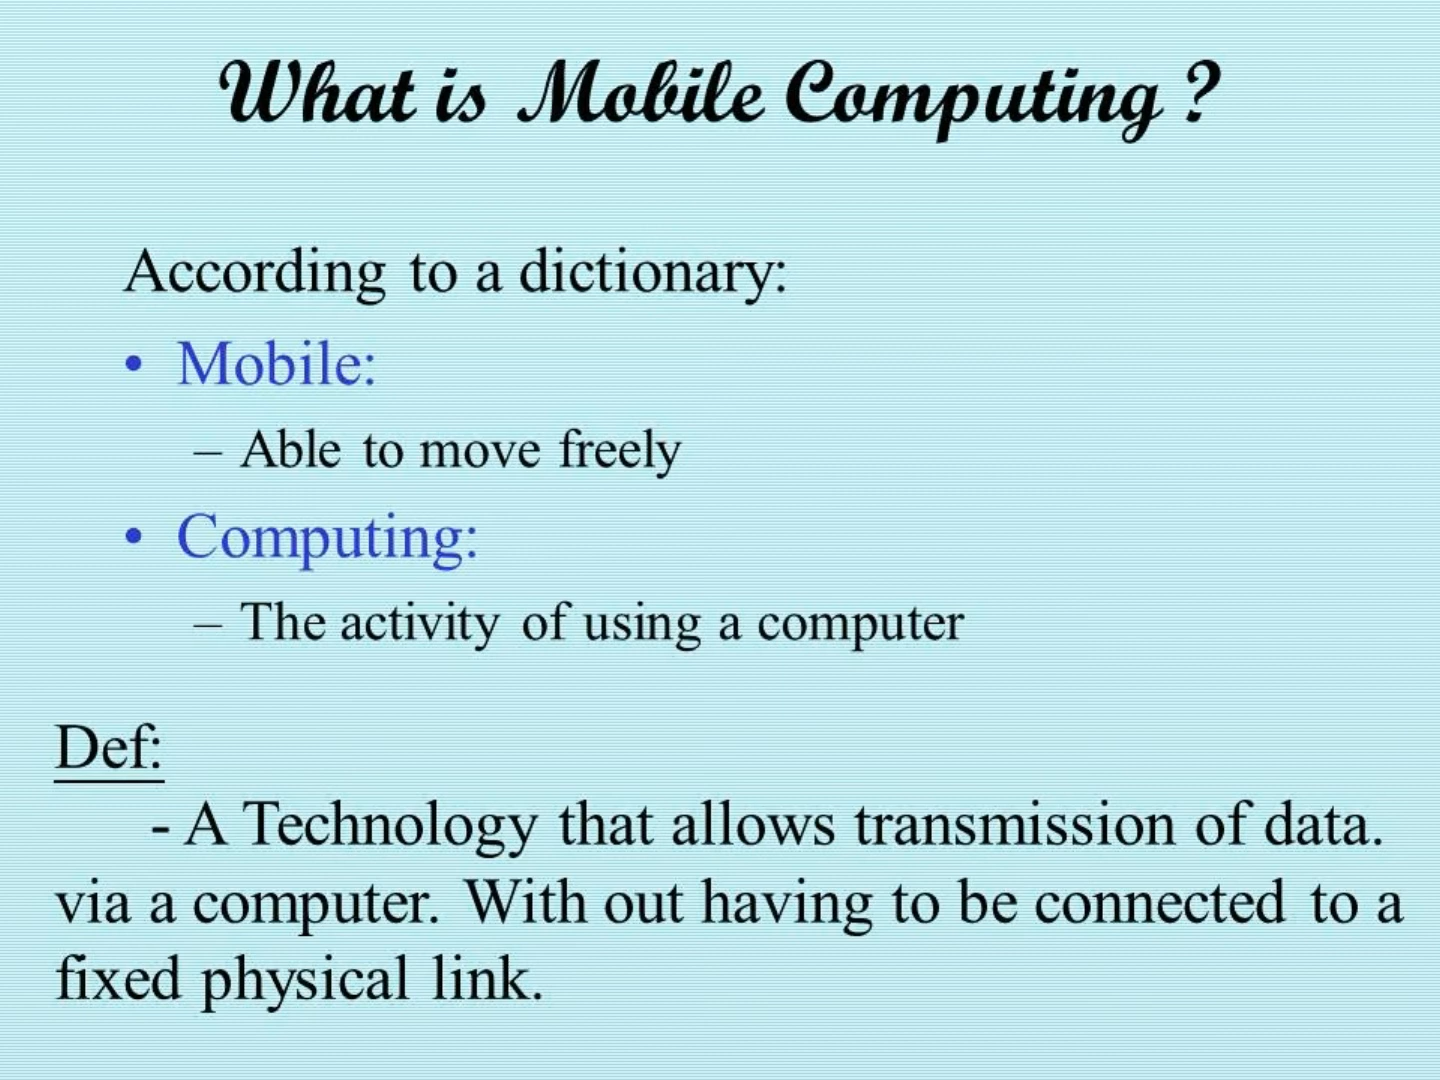 What is Mobile Computing ?
According to a dictionary:
• Mobile:
– Able to move freely
• Computing:
– The activity of using a computer
Def:
- A Technology that allows transmission of data.
via a computer. With out having to be connected to a
fixed physical link.